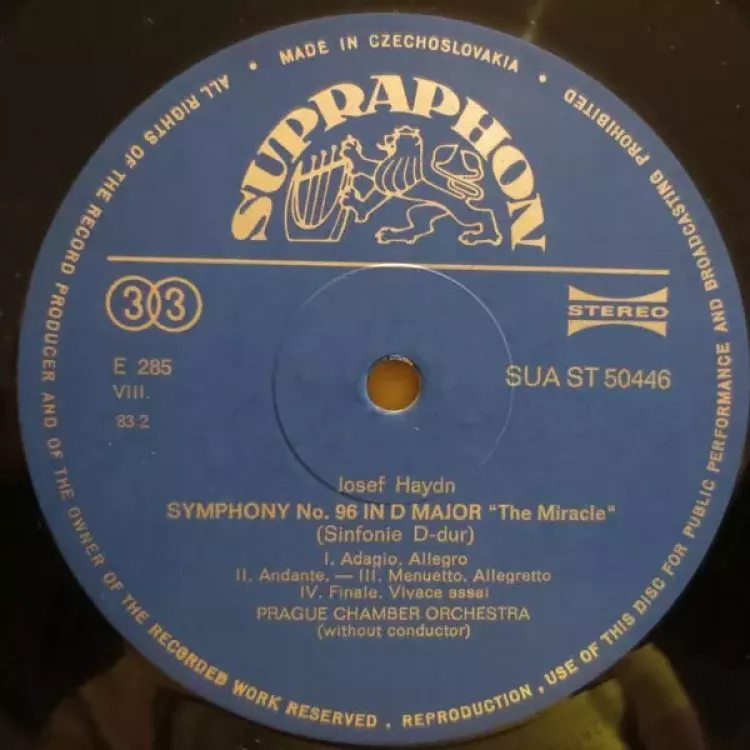 MADE IN CZECHOSLOVAKIA
SUPRAPHON
33
STEREO
E 285
SUA ST 50446
VIII.
83-2
Iosef Haydn
SYMPHONY No. 96 IN D MAJOR "The Miracle"
(Sinfonie D-dur)
I. Adagio. Allegro
II. Andante. — III. Menuetto. Allegretto
IV. Finale. Vivace assai
PRAGUE CHAMBER ORCHESTRA
(without conductor)
ALL RIGHTS OF THE RECORD PRODUCER AND OF THE OWNER OF THE RECORDED WORK RESERVED . REPRODUCTION , USE OF THIS DISC FOR PUBLIC PERFORMANCE AND BROADCASTING PROHIBITED